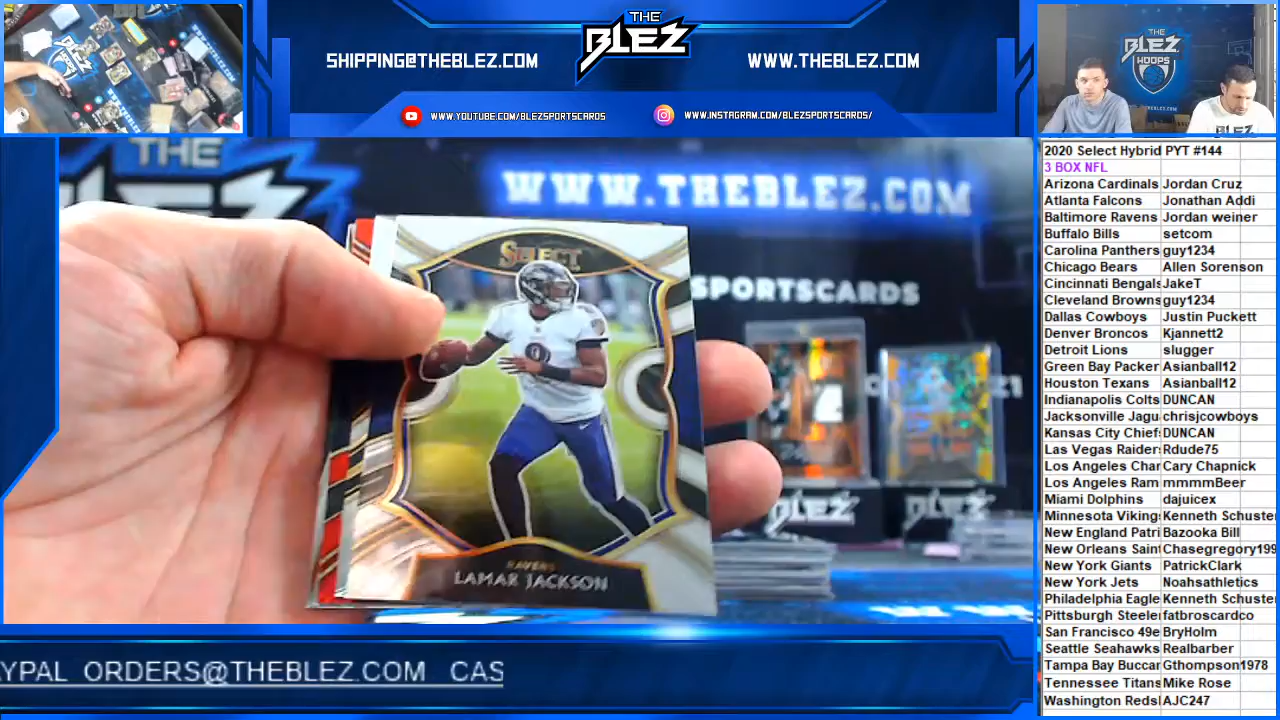 THE
BLEZ
SHIPPING@THEBLEZ.COM
WWW.THEBLEZ.COM
WWW.YOUTUBE.COM/BLEZSPORTSCARDS
WWW.INSTAGRAM.COM/BLEZSPORTSCARDS/
THE
BLEZ
HOOPS
BLEZ
THE
WWW.THEBLEZ.COM
SPORTSCARDS
SELECT
RAVENS
LAMAR JACKSON
BLEZ
2020 Select Hybrid PYT #144
3 BOX NFL
Arizona Cardinals Jordan Cruz
Atlanta Falcons Jonathan Addi
Baltimore Ravens Jordan weiner
Buffalo Bills setcom
Carolina Panthers guy1234
Chicago Bears Allen Sorenson
Cincinnati Bengals JakeT
Cleveland Browns guy1234
Dallas Cowboys Justin Puckett
Denver Broncos Kjannett2
Detroit Lions slugger
Green Bay Packer Asianball12
Houston Texans Asianball12
Indianapolis Colts DUNCAN
Jacksonville Jagu chrisjcowboys
Kansas City Chief DUNCAN
Las Vegas Raider Rdude75
Los Angeles Char Cary Chapnick
Los Angeles Ram mmmmBeer
Miami Dolphins dajuicex
Minnesota Viking Kenneth Schuster
New England Patri Bazooka Bill
New Orleans Saint Chasegregory199
New York Giants PatrickClark
New York Jets Noahsathletics
Philadelphia Eagle Kenneth Schuster
Pittsburgh Steele fatbroscardco
San Francisco 49e BryHolm
Seattle Seahawks Realbarber
Tampa Bay Buccar Gthompson1978
Tennessee Titans Mike Rose
Washington Reds AJC247
AYPAL ORDERS@THEBLEZ.COM CAS